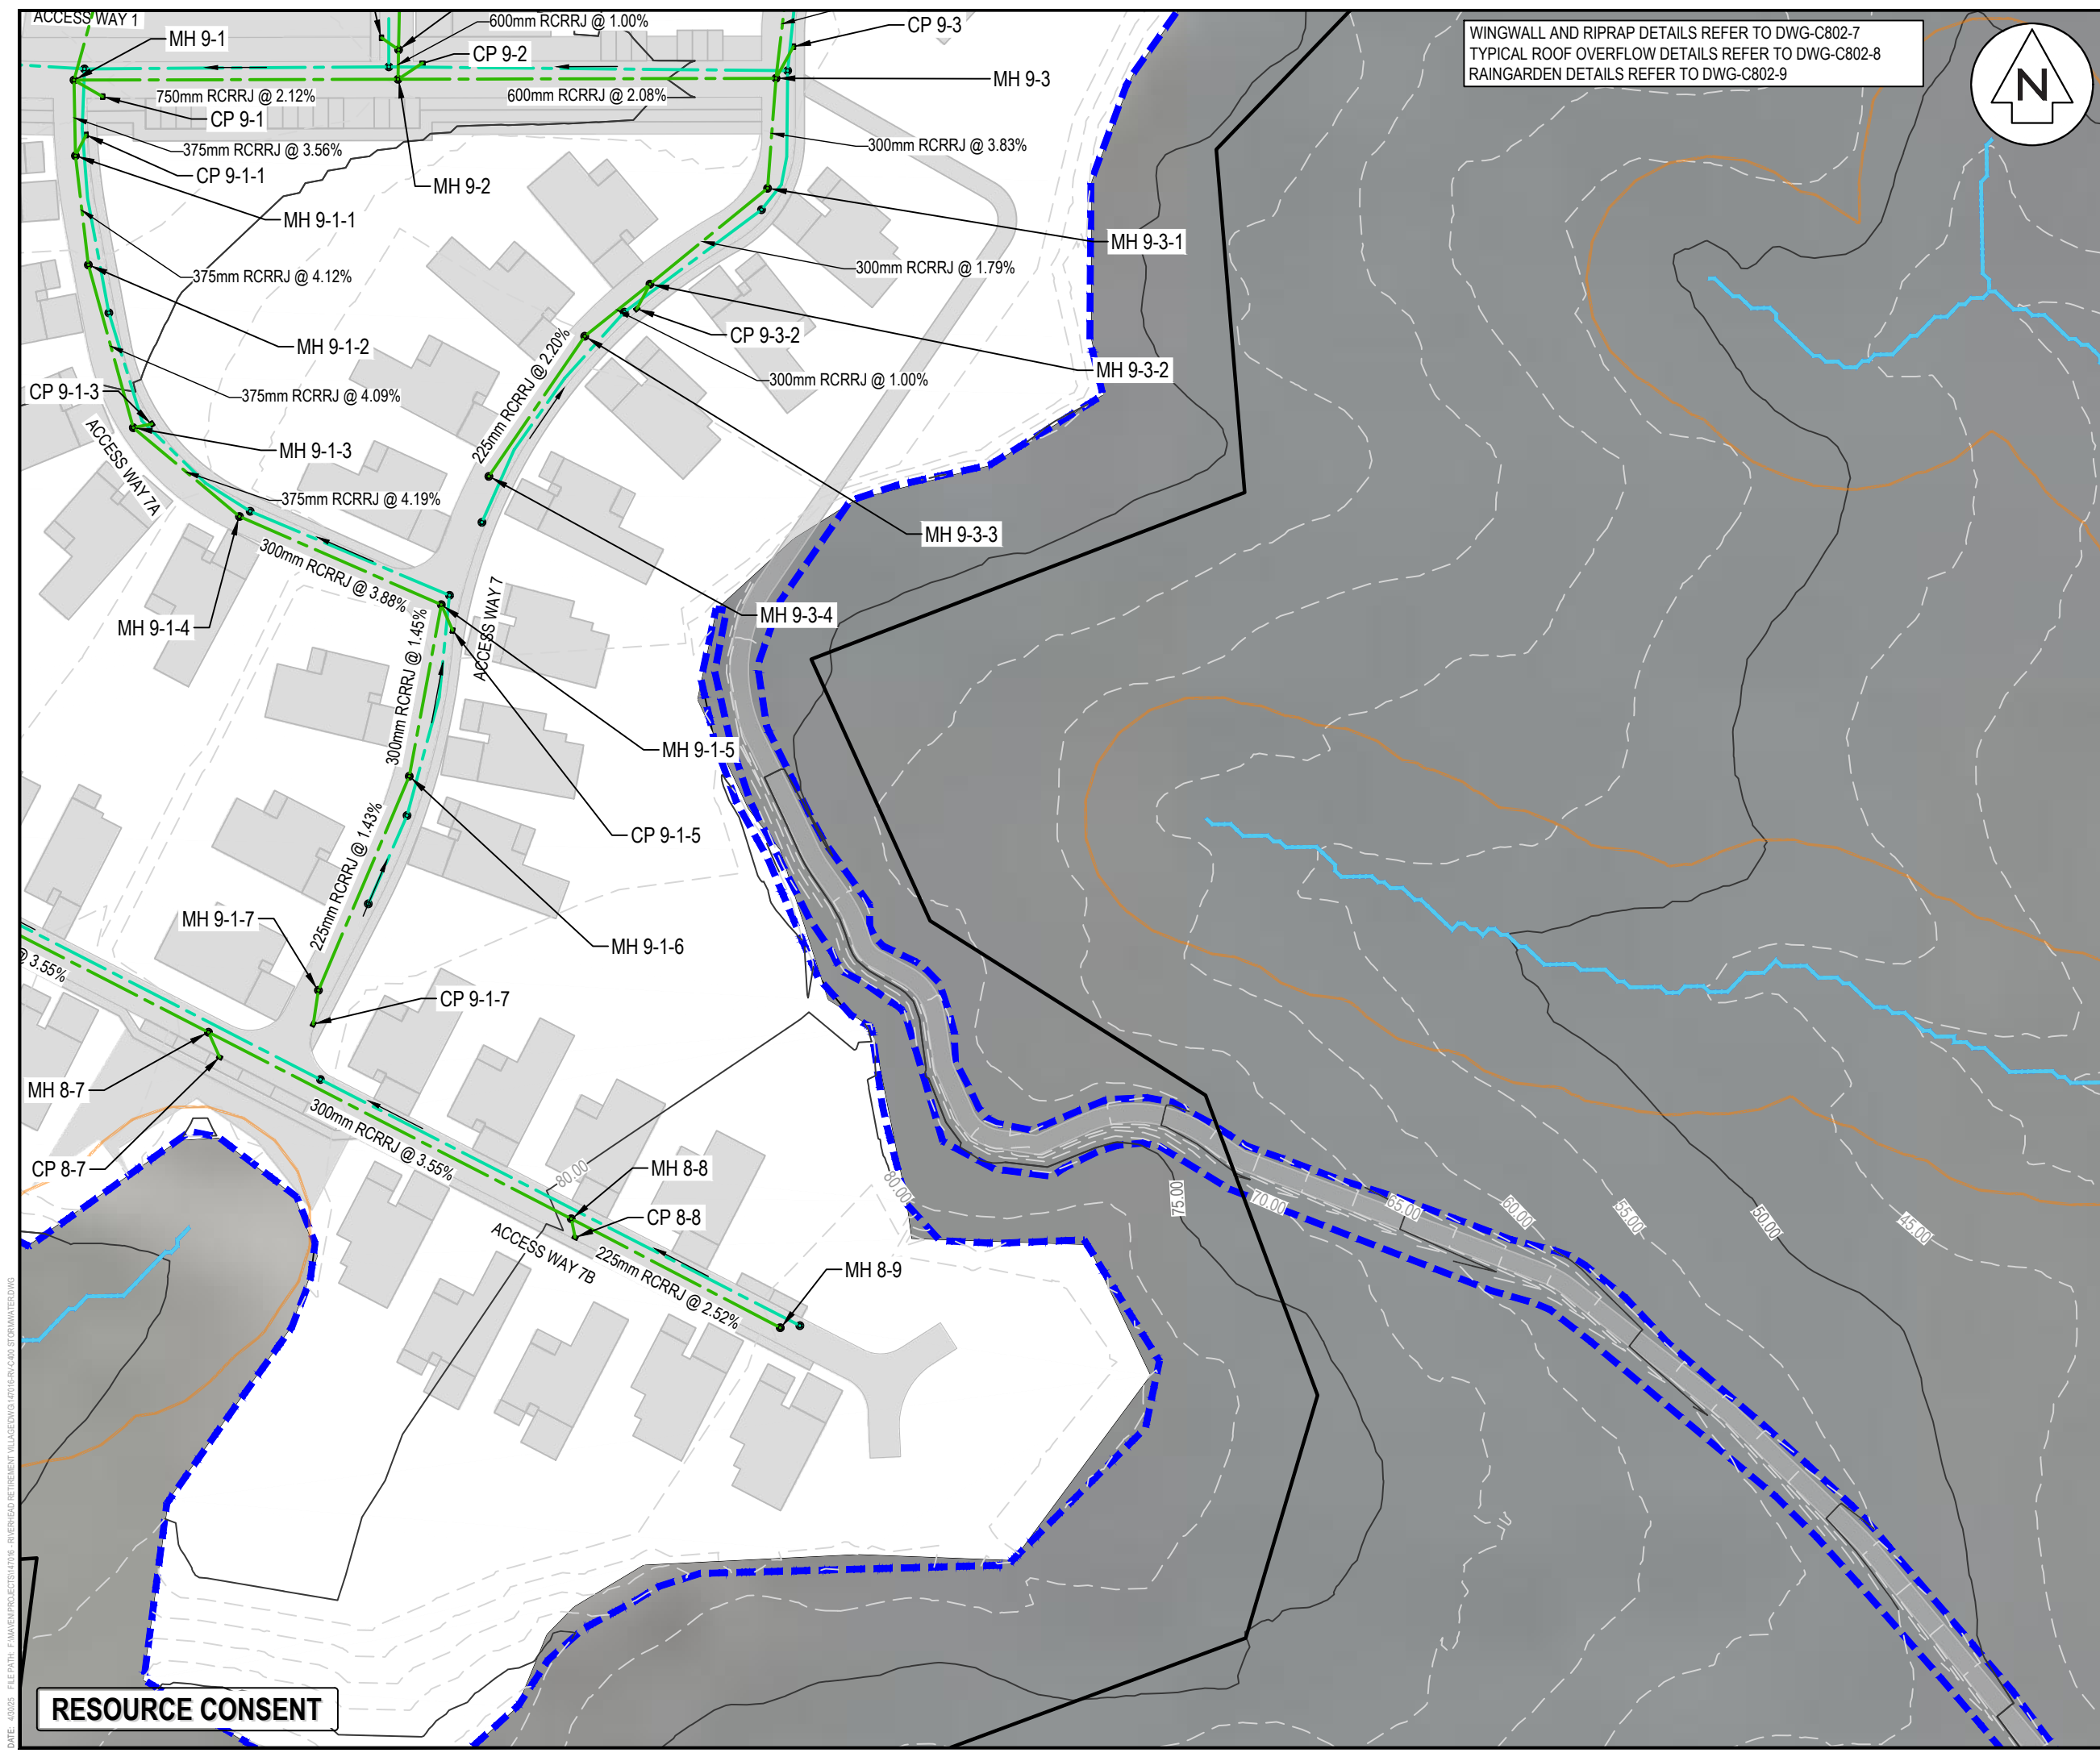 ACCESS WAY 1
600mm RCRRJ @ 1.00%
CP 9-3
WINGWALL AND RIPRAP DETAILS REFER TO DWG-C802-7
TYPICAL ROOF OVERFLOW DETAILS REFER TO DWG-C802-8
RAINGARDEN DETAILS REFER TO DWG-C802-9
N
MH 9-1
CP 9-2
MH 9-3
750mm RCRRJ @ 2.12%
600mm RCRRJ @ 2.08%
CP 9-1
375mm RCRRJ @ 3.56%
300mm RCRRJ @ 3.83%
CP 9-1-1
MH 9-2
MH 9-1-1
MH 9-3-1
300mm RCRRJ @ 1.79%
375mm RCRRJ @ 4.12%
CP 9-3-2
MH 9-1-2
MH 9-3-2
300mm RCRRJ @ 1.00%
225mm RCRRJ @ 2.20%
CP 9-1-3
375mm RCRRJ @ 4.09%
ACCESS WAY 7A
MH 9-1-3
375mm RCRRJ @ 4.19%
MH 9-3-3
300mm RCRRJ @ 3.88%
MH 9-3-4
MH 9-1-4
ACCESS WAY 7
300mm RCRRJ @ 1.45%
MH 9-1-5
CP 9-1-5
225mm RCRRJ @ 1.43%
MH 9-1-7
MH 9-1-6
@ 3.55%
CP 9-1-7
MH 8-7
300mm RCRRJ @ 3.55%
CP 8-7
80.00
MH 8-8
80.00
75.00
70.00
65.00
60.00
55.00
50.00
45.00
CP 8-8
ACCESS WAY 7B
225mm RCRRJ @ 2.52%
MH 8-9
RESOURCE CONSENT